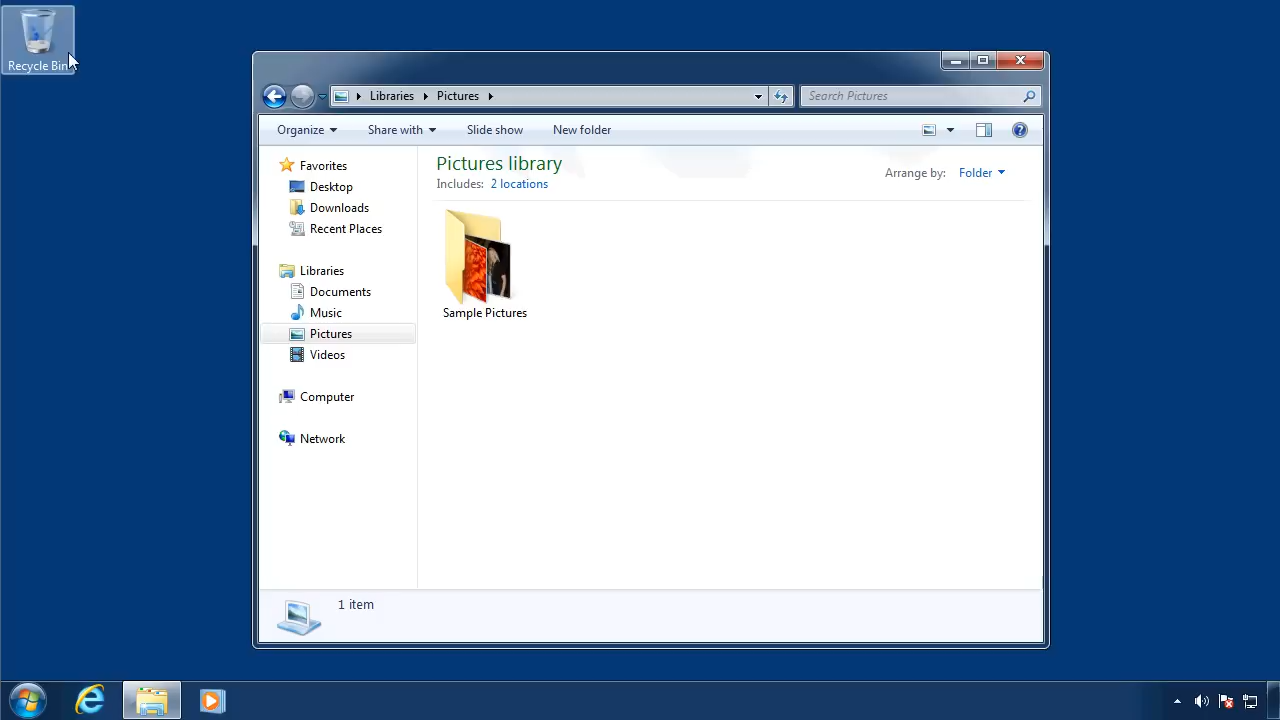 Recycle Bin
Libraries Pictures
Search Pictures
Organize Share with Slide show New folder
Favorites
Desktop
Downloads
Recent Places
Libraries
Documents
Music
Pictures
Videos
Computer
Network
Pictures library
Includes: 2 locations
Arrange by: Folder
Sample Pictures
1 item